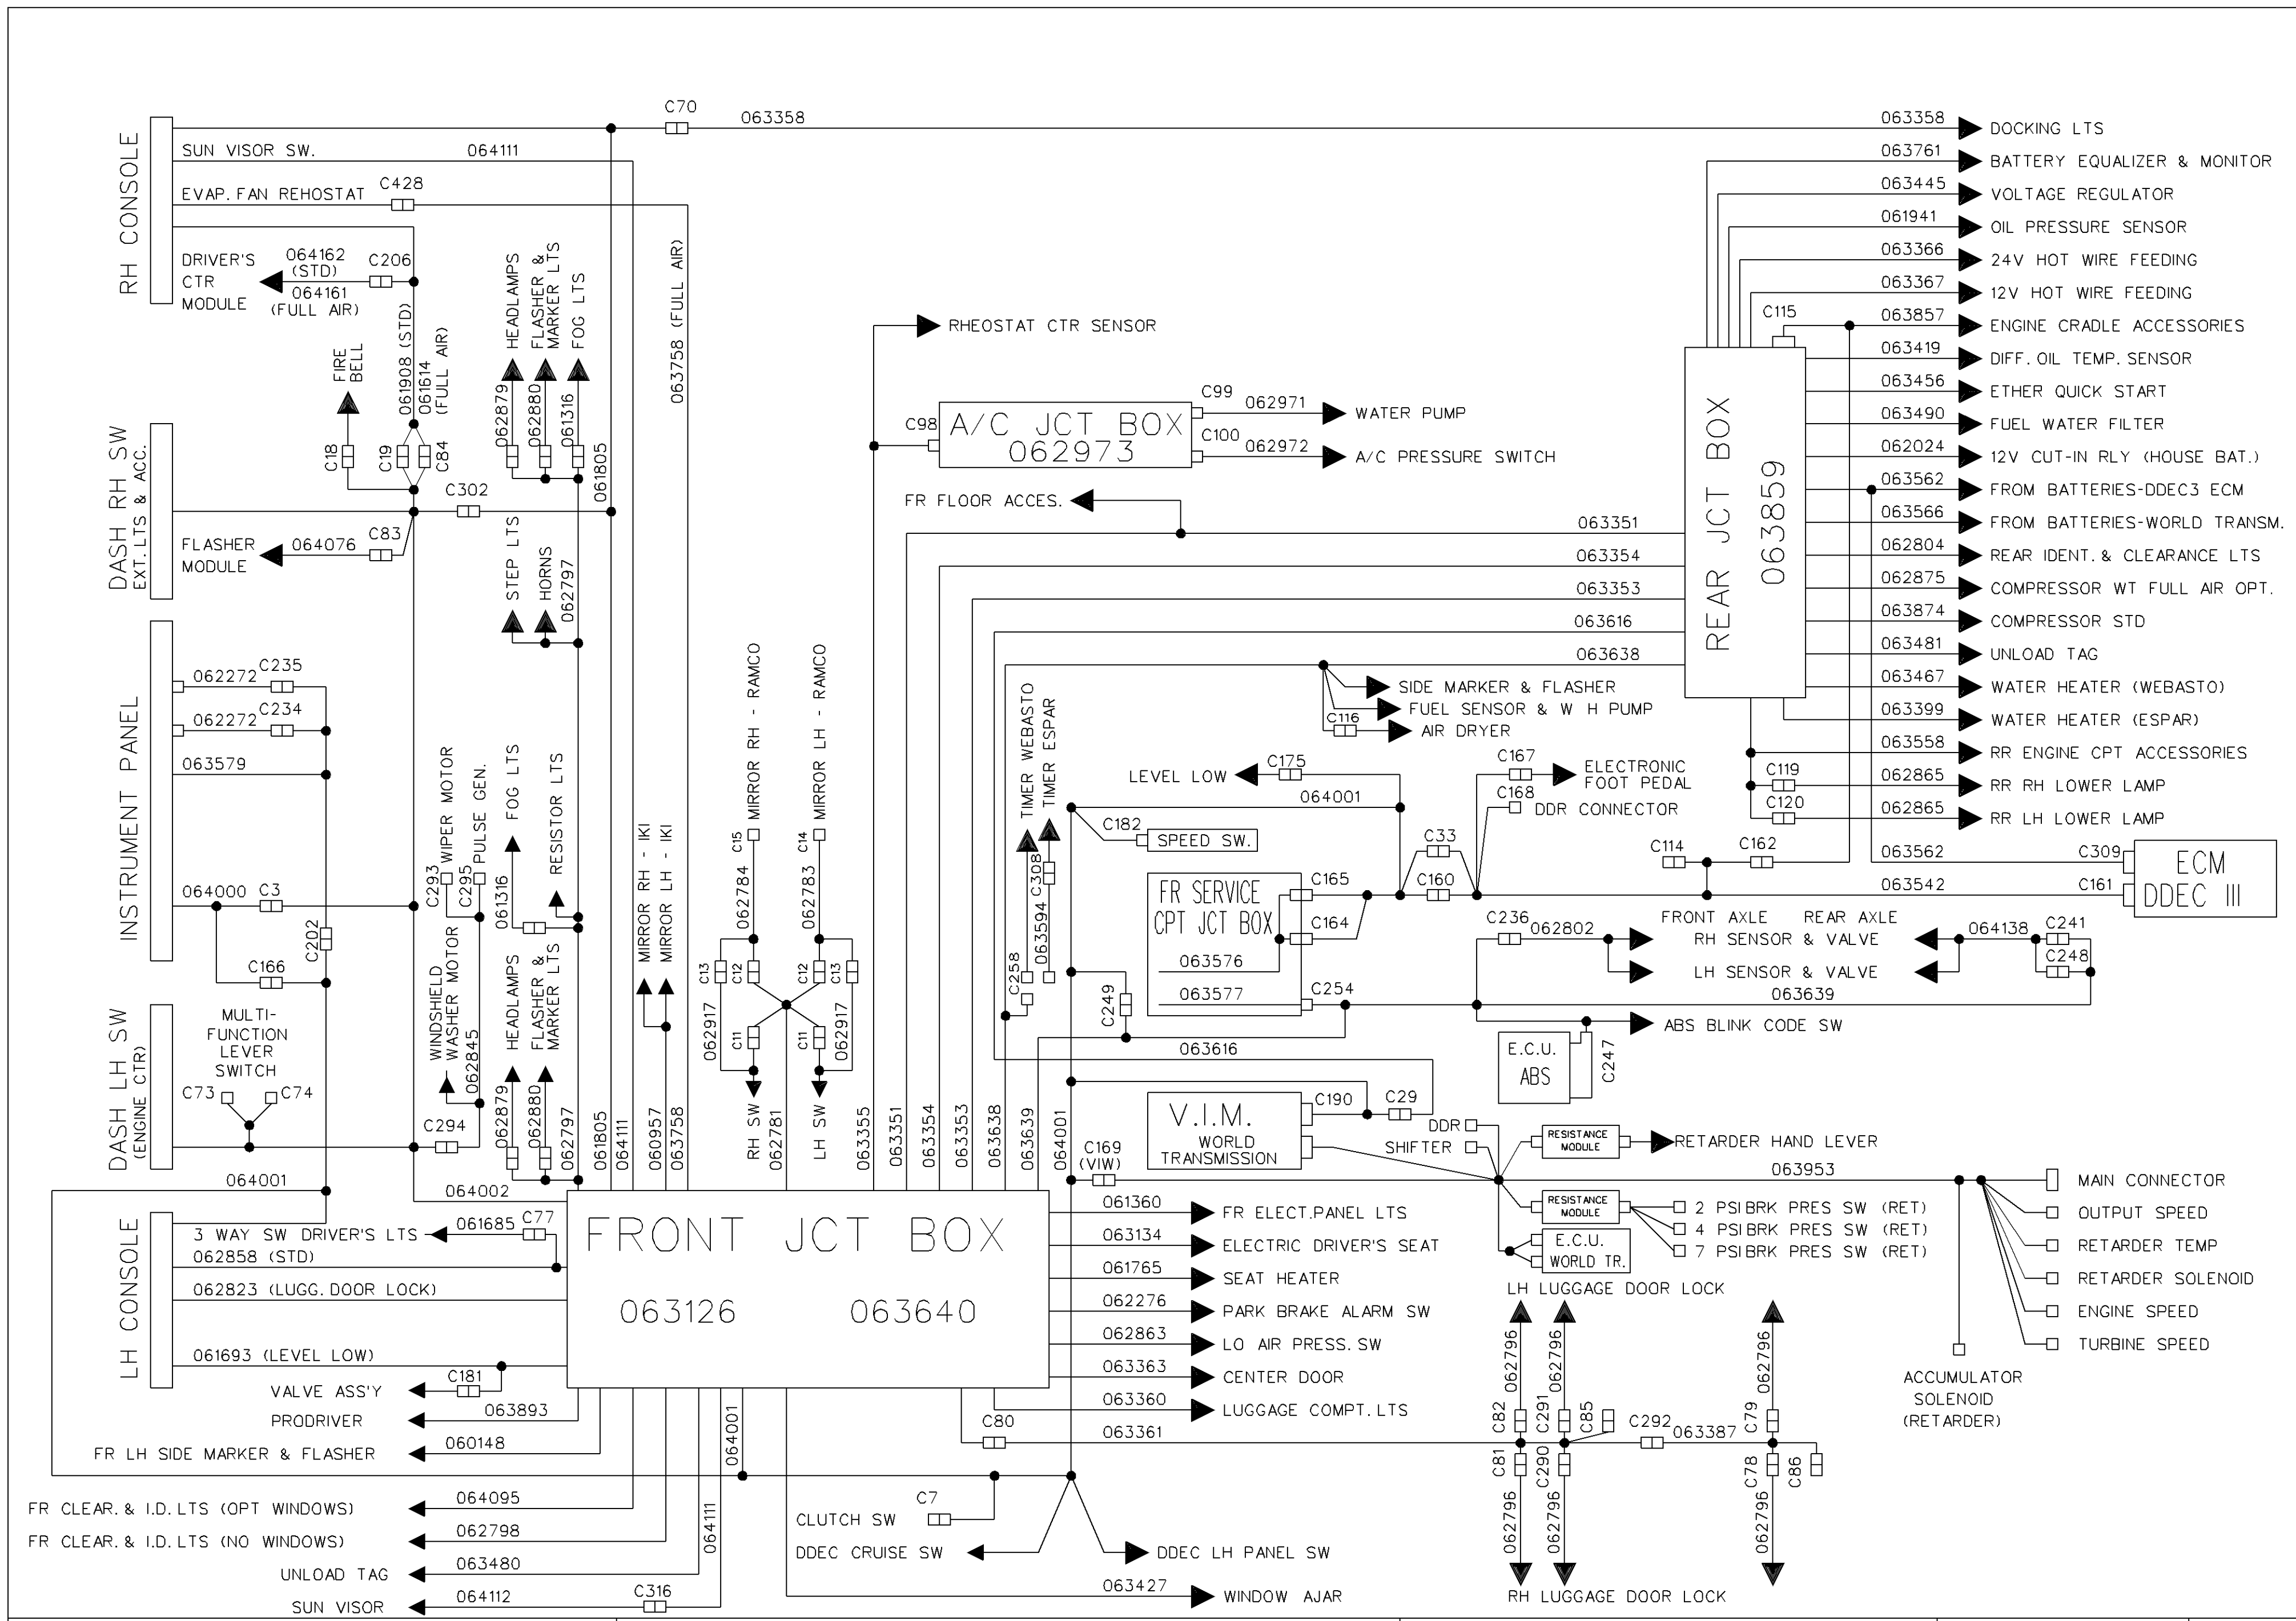 C70
063358
063358
DOCKING LTS
RH CONSOLE
SUN VISOR SW.
064111
063761
BATTERY EQUALIZER & MONITOR
EVAP. FAN REHOSTAT
C428
063445
VOLTAGE REGULATOR
061941
OIL PRESSURE SENSOR
DRIVER'S
CTR
MODULE
064162
(STD)
064161
(FULL AIR)
C206
063366
24V HOT WIRE FEEDING
063367
12V HOT WIRE FEEDING
C115
063857
ENGINE CRADLE ACCESSORIES
063419
DIFF. OIL TEMP. SENSOR
063456
ETHER QUICK START
063490
FUEL WATER FILTER
062024
12V CUT-IN RLY (HOUSE BAT.)
063562
FROM BATTERIES-DDEC3 ECM
063566
FROM BATTERIES-WORLD TRANSM.
062804
REAR IDENT. & CLEARANCE LTS
062875
COMPRESSOR WT FULL AIR OPT.
063874
COMPRESSOR STD
063481
UNLOAD TAG
063467
WATER HEATER (WEBASTO)
063399
WATER HEATER (ESPAR)
063558
RR ENGINE CPT ACCESSORIES
C119
062865
RR RH LOWER LAMP
C120
062865
RR LH LOWER LAMP
REAR JCT BOX
063859
FIRE
BELL
061908 (STD)
061614
(FULL AIR)
C18
C19
C84
HEADLAMPS
FLASHER &
MARKER LTS
FOG LTS
062879
062880
061316
061805
063758 (FULL AIR)
RHEOSTAT CTR SENSOR
C98
A/C JCT BOX
062973
C99
062971
WATER PUMP
C100
062972
A/C PRESSURE SWITCH
FR FLOOR ACCES.
063351
063354
063353
063616
063638
DASH RH SW
EXT. LTS & ACC.
C302
FLASHER
MODULE
064076
C83
STEP LTS
HORNS
062797
SIDE MARKER & FLASHER
FUEL SENSOR & W H PUMP
C116
AIR DRYER
INSTRUMENT PANEL
062272
C235
062272
C234
063579
064000
C3
C202
C166
C293
WIPER MOTOR
C295
PULSE GEN.
FOG LTS
061316
RESISTOR LTS
MIRROR RH - IKI
MIRROR LH - IKI
C15
MIRROR RH - RAMCO
C14
MIRROR LH - RAMCO
062784
062783
C13
C12
C12
C13
062917
C11
C11
062917
RH SW
062781
LH SW
TIMER WEBASTO
TIMER ESPAR
C308
063594
C258
LEVEL LOW
C175
064001
C182
SPEED SW.
C167
ELECTRONIC
FOOT PEDAL
C168
DDR CONNECTOR
C33
C160
C165
C164
FR SERVICE
CPT JCT BOX
063576
063577
C254
C249
C114
C162
063562
C309
063542
C161
ECM
DDEC III
C236
062802
FRONT AXLE
REAR AXLE
RH SENSOR & VALVE
LH SENSOR & VALVE
064138
C241
C248
063639
ABS BLINK CODE SW
E.C.U.
ABS
C247
063616
DASH LH SW
(ENGINE CTR)
MULTI-
FUNCTION
LEVER
SWITCH
C73
C74
WINDSHIELD
WASHER MOTOR
062845
C294
HEADLAMPS
FLASHER &
MARKER LTS
062879
062880
062797
061805
064111
060957
063758
063355
063351
063354
063353
063638
063639
064001
V.I.M.
WORLD
TRANSMISSION
C190
C29
C169
(VIW)
DDR
SHIFTER
RESISTANCE
MODULE
RETARDER HAND LEVER
063953
RESISTANCE
MODULE
2 PSI BRK PRES SW (RET)
4 PSI BRK PRES SW (RET)
7 PSI BRK PRES SW (RET)
E.C.U.
WORLD TR.
MAIN CONNECTOR
OUTPUT SPEED
RETARDER TEMP
RETARDER SOLENOID
ENGINE SPEED
TURBINE SPEED
ACCUMULATOR
SOLENOID
(RETARDER)
064001
064002
LH CONSOLE
3 WAY SW DRIVER'S LTS
061685
C77
062858 (STD)
062823 (LUGG. DOOR LOCK)
061693 (LEVEL LOW)
FRONT JCT BOX
063126
063640
061360
FR ELECT.PANEL LTS
063134
ELECTRIC DRIVER'S SEAT
061765
SEAT HEATER
062276
PARK BRAKE ALARM SW
062863
LO AIR PRESS. SW
063363
CENTER DOOR
063360
LUGGAGE COMPT. LTS
C80
063361
LH LUGGAGE DOOR LOCK
062796
062796
062796
C82
C291
C85
C292
063387
C79
C81
C290
C78
C86
062796
062796
062796
RH LUGGAGE DOOR LOCK
VALVE ASS'Y
C181
PRODRIVER
063893
FR LH SIDE MARKER & FLASHER
060148
064001
FR CLEAR. & I.D. LTS (OPT WINDOWS)
064095
FR CLEAR. & I.D. LTS (NO WINDOWS)
062798
UNLOAD TAG
063480
064111
SUN VISOR
064112
C316
CLUTCH SW
C7
DDEC CRUISE SW
DDEC LH PANEL SW
063427
WINDOW AJAR